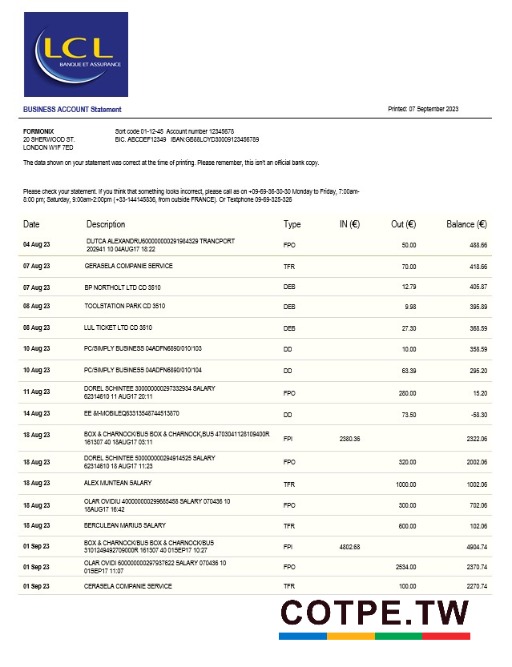 LCL
BANQUE ET ASSURANCE
BUSINESS ACCOUNT Statement
Printed: 07 September 2023
FORMONIX
Sort code 01-12-45 Account number 12345678
20 SHERWOOD ST.
BIC. ABCDEF12349 IBAN:GB88LOYD30009123456789
LONDON W1F 7ED
The data shown on your statement was correct at the time of printing. Please remember, this isn't an official bank copy.
Please check your statement. If you think that something looks incorrect, please call as on +09-69-36-30-30 Monday to Friday, 7:00am-
8:00 pm; Saturday, 9:00am-2:00pm (+33-144145836, from outside FRANCE). Or Textphone 09-69-328-328
Date Description Type IN (€) Out (€) Balance (€)
DUTCA ALEXANDRU500000000291984329 TRANCPORT
04 Aug 23 202941 10 04AUG17 18:22 FPO 50.00 488.66
07 Aug 23 GERASELA COMPANIE SERVICE TFR 70.00 418.66
07 Aug 23 BP NORTHOLT LTD CD 3510 DEB 12.79 405.87
08 Aug 23 TOOLSTATION PARK CD 3510 DEB 9.98 395.89
08 Aug 23 LUL TICKET LTD CD 3510 DEB 27.30 368.59
10 Aug 23 PC/SIMPLY BUSINESS 04ADFN6890/010/103 DD 10.00 358.59
10 Aug 23 PC/SIMPLY BUSINESS 04ADFN6890/010/104 DD 63.39 295.20
11 Aug 23 DOREL SCHINTEE 300000000297332934 SALARY
62314610 11 AUG17 20:11 FPO 280.00 15.20
14 Aug 23 DD 73.50 -58.30
18 Aug 23 BOX & CHARNOCK/BUS BOX & CHARNOCK,BUS 4703041128109400R
161307 40 18AUG17 03:11 FPI 2380.36 2322.06
18 Aug 23 DOREL SCHINTEE 500000000294914525 SALARY
62314610 18 AUG17 11:23 FPO 320.00 2002.06
18 Aug 23 ALEX MUNTEAN SALARY TFR 1000.00 1002.06
18 Aug 23 OLAR OVIDIU 400000000299683458 SALARY 070436 10
18AUG17 16:42 FPO 300.00 702.06
18 Aug 23 BERCULEAN MARIUS SALARY TFR 600.00 102.06
01 Sep 23 BOX & CHARNOCK/BUS BOX & CHARNOCK/BUS
3101249492709000R 161307 40 01SEP17 10:27 FPI 4802.68 4904.74
01 Sep 23 OLAR OVIDI 600000000297937622 SALARY 070436 10
01SEP17 11:07 FPO 2534.00 2370.74
01 Sep 23 CERASELA COMPANIE SERVICE TFR 100.00 2270.74
COTPE.TW